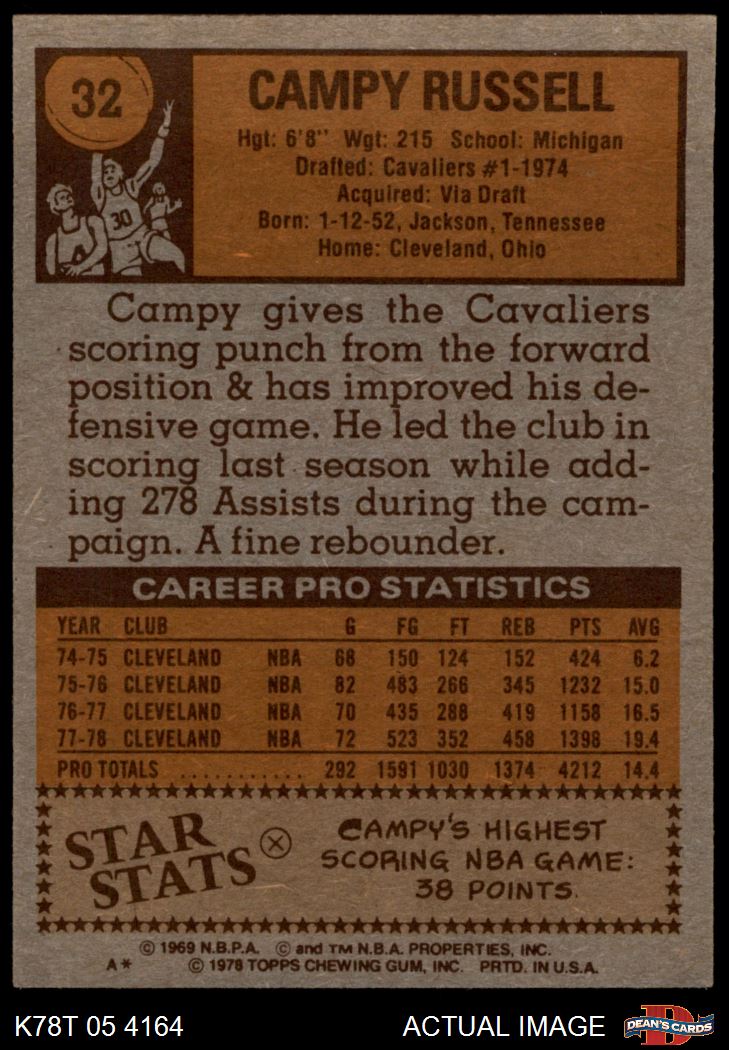 32
CAMPY RUSSELL
Hgt: 6'8" Wgt: 215 School: Michigan
Drafted: Cavaliers #1-1974
Acquired: Via Draft
Born: 1-12-52, Jackson, Tennessee
Home: Cleveland, Ohio
30
Campy gives the Cavaliers
scoring punch from the forward
position & has improved his de-
fensive game. He led the club in
scoring last season while add-
ing 278 Assists during the cam-
paign. A fine rebounder.
CAREER PRO STATISTICS
YEAR CLUB G FG FT REB PTS AVG
74-75 CLEVELAND NBA 68 150 124 152 424 6.2
75-76 CLEVELAND NBA 82 483 266 345 1232 15.0
76-77 CLEVELAND NBA 70 435 288 419 1158 16.5
77-78 CLEVELAND NBA 72 523 352 458 1398 19.4
PRO TOTALS ........... 292 1591 1030 1374 4212 14.4
STAR
STATS
CAMPY'S HIGHEST
SCORING NBA GAME:
38 POINTS.
© 1969 N.B.P.A. © and TM N.B.A. PROPERTIES, INC.
A* © 1978 TOPPS CHEWING GUM, INC. PRTD. IN U.S.A.
K78T 05 4164 ACTUAL IMAGE
D
DEAN'S CARDS